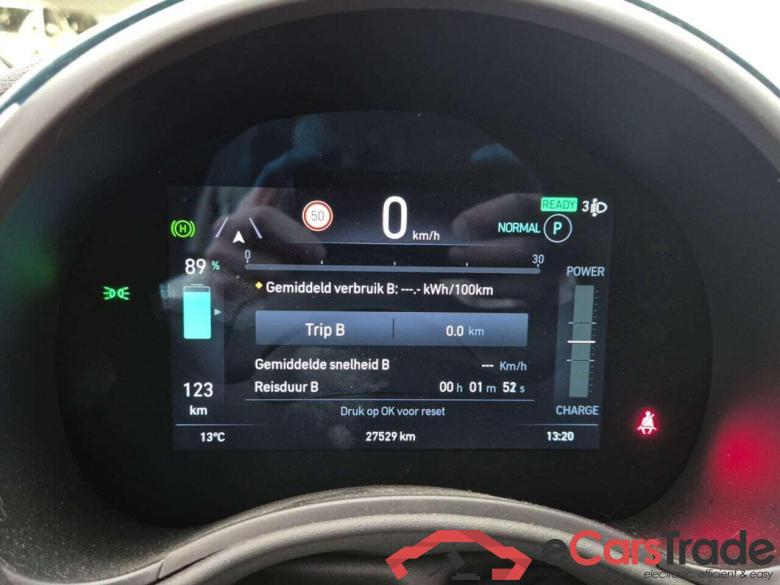 READY 3
50 0 km/h NORMAL P
H
0 30
89 % POWER
Gemiddeld verbruik B: ---.- kWh/100km
Trip B 0.0 km
Gemiddelde snelheid B --- Km/h
Reisduur B 00 h 01 m 52 s
123
km
Druk op OK voor reset CHARGE
13°C 27529 km 13:20
eCarsTrade
electronic, efficient & easy